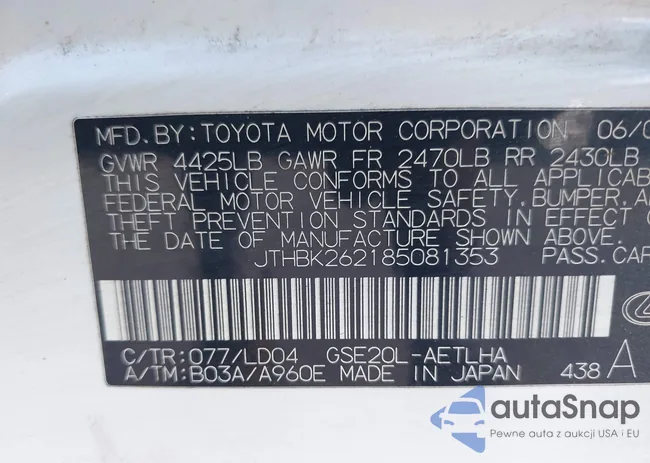 MFD. BY: TOYOTA MOTOR CORPORATION 06/0
GVWR 4425LB GAWR FR 2470LB RR 2430LB
THIS VEHICLE CONFORMS TO ALL APPLICAB
FEDERAL MOTOR VEHICLE SAFETY, BUMPER, AN
THEFT PREVENTION STANDARDS IN EFFECT O
THE DATE OF MANUFACTURE SHOWN ABOVE.
JTHBK262185081353 PASS.CAR
C/TR: 077/LD04 GSE20L-AETLHA
A/TM: B03A/A960E MADE IN JAPAN 438 A
autaSnap
Pewne auta z aukcji USA i EU